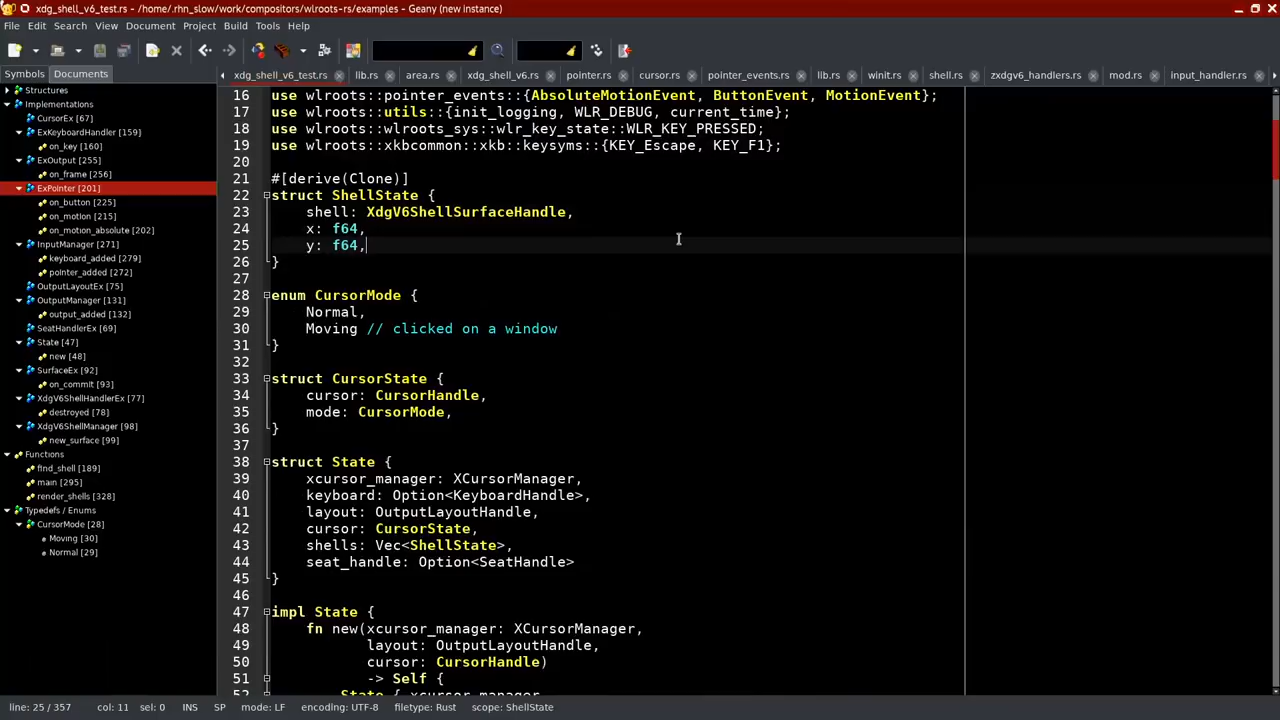 xdg_shell_v6_test.rs - /home/.rhn_slow/work/compositors/wlroots-rs/examples - Geany (new instance)
File Edit Search View Document Project Build Tools Help
Symbols Documents
xdg_shell_v6_test.rs lib.rs area.rs xdg_shell_v6.rs pointer.rs cursor.rs pointer_events.rs lib.rs winit.rs shell.rs zxdgv6_handlers.rs mod.rs input_handler.rs
Structures
Implementations
CursorEx [67]
ExKeyboardHandler [159]
on_key [160]
ExOutput [255]
on_frame [256]
ExPointer [201]
on_button [225]
on_motion [215]
on_motion_absolute [202]
InputManager [271]
keyboard_added [279]
pointer_added [272]
OutputLayoutEx [75]
OutputManager [131]
output_added [132]
SeatHandlerEx [69]
State [47]
new [48]
SurfaceEx [92]
on_commit [93]
XdgV6ShellHandlerEx [77]
destroyed [78]
XdgV6ShellManager [98]
new_surface [99]
Functions
find_shell [189]
main [295]
render_shells [328]
Typedefs / Enums
CursorMode [28]
Moving [30]
Normal [29]
16 use wlroots::pointer_events::{AbsoluteMotionEvent, ButtonEvent, MotionEvent};
17 use wlroots::utils::{init_logging, WLR_DEBUG, current_time};
18 use wlroots::wlroots_sys::wlr_key_state::WLR_KEY_PRESSED;
19 use wlroots::xkbcommon::xkb::keysyms::{KEY_Escape, KEY_F1};
20
21 #[derive(Clone)]
22 struct ShellState {
23 shell: XdgV6ShellSurfaceHandle,
24 x: f64,
25 y: f64,
26 }
27
28 enum CursorMode {
29 Normal,
30 Moving // clicked on a window
31 }
32
33 struct CursorState {
34 cursor: CursorHandle,
35 mode: CursorMode,
36 }
37
38 struct State {
39 xcursor_manager: XCursorManager,
40 keyboard: Option<KeyboardHandle>,
41 layout: OutputLayoutHandle,
42 cursor: CursorState,
43 shells: Vec<ShellState>,
44 seat_handle: Option<SeatHandle>
45 }
46
47 impl State {
48 fn new(xcursor_manager: XCursorManager,
49 layout: OutputLayoutHandle,
50 cursor: CursorHandle)
51 -> Self {
52 State { xcursor_manager
line: 25 / 357 col: 11 sel: 0 INS SP mode: LF encoding: UTF-8 filetype: Rust scope: ShellState